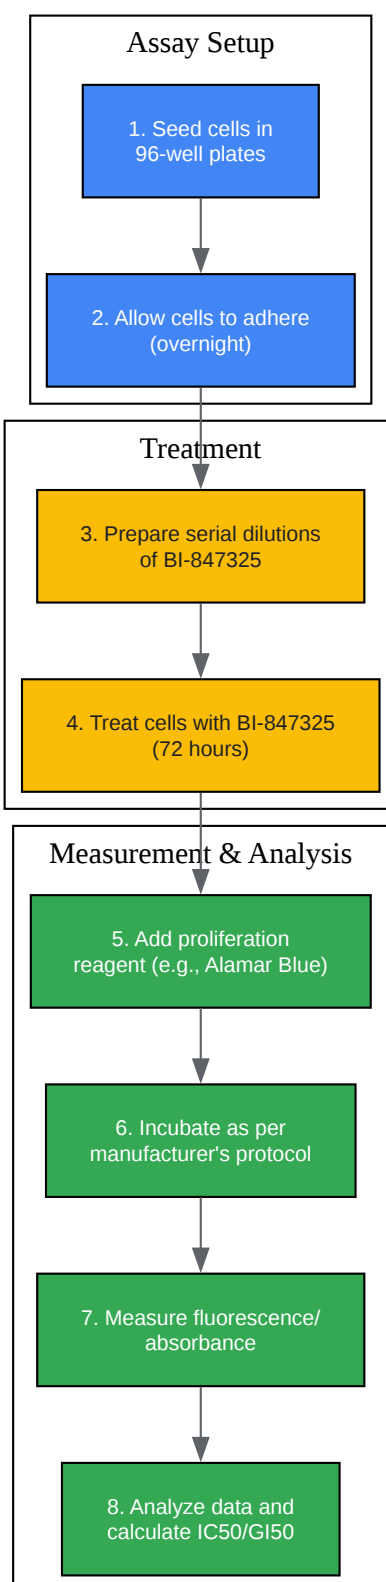 Assay Setup
1. Seed cells in
96-well plates
2. Allow cells to adhere
(overnight)
Treatment
3. Prepare serial dilutions
of BI-847325
4. Treat cells with BI-847325
(72 hours)
Measurement & Analysis
5. Add proliferation
reagent (e.g., Alamar Blue)
6. Incubate as per
manufacturer's protocol
7. Measure fluorescence/
absorbance
8. Analyze data and
calculate IC50/GI50